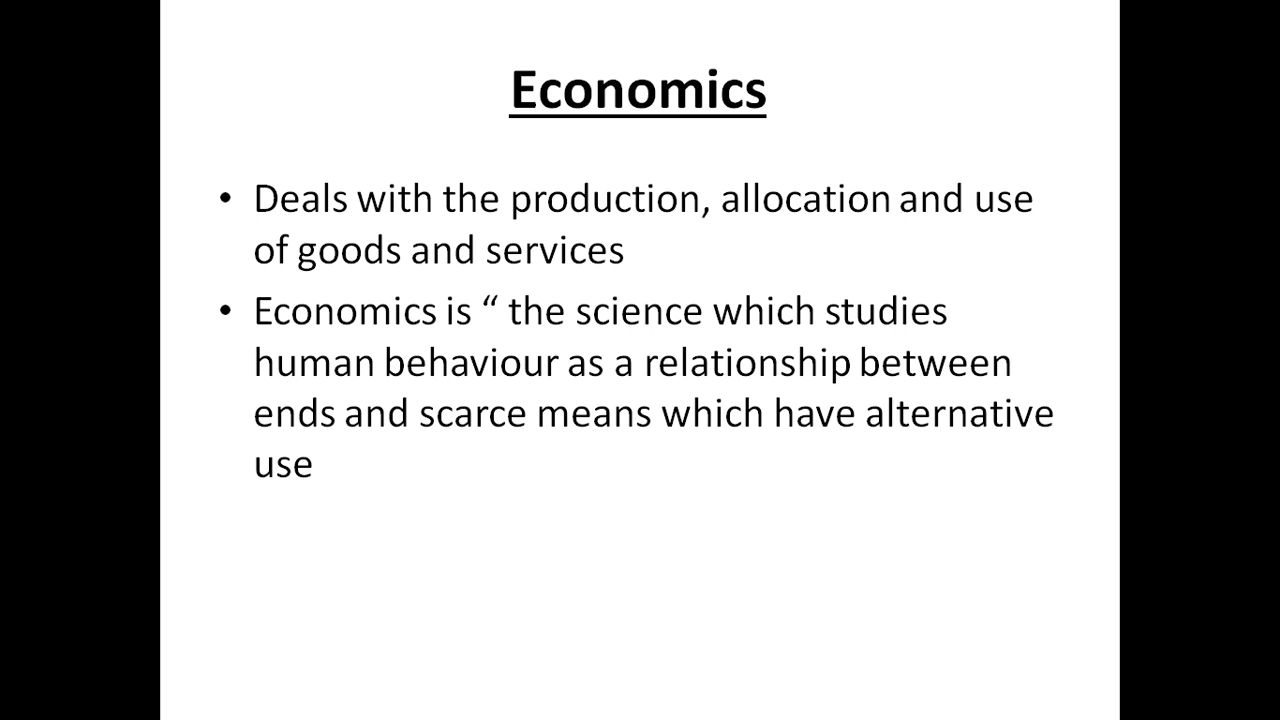 Economics
• Deals with the production, allocation and use
of goods and services
• Economics is “ the science which studies
human behaviour as a relationship between
ends and scarce means which have alternative
use